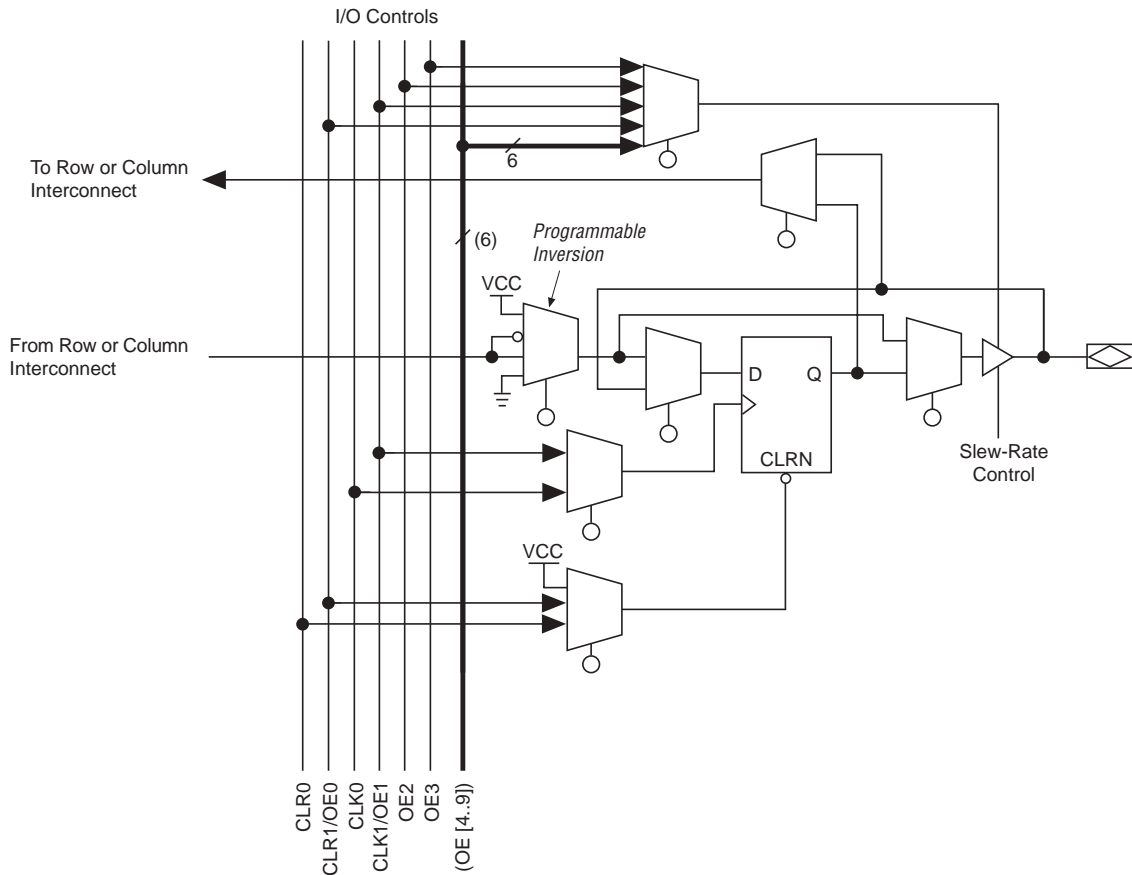 I/O Controls
6
To Row or Column
Interconnect
(6)
Programmable
Inversion
VCC
From Row or Column
Interconnect
D
Q
CLRN
Slew-Rate
Control
VCC
CLR0
CLR1/OE0
CLK0
CLK1/OE1
OE2
OE3
(OE [4..9])